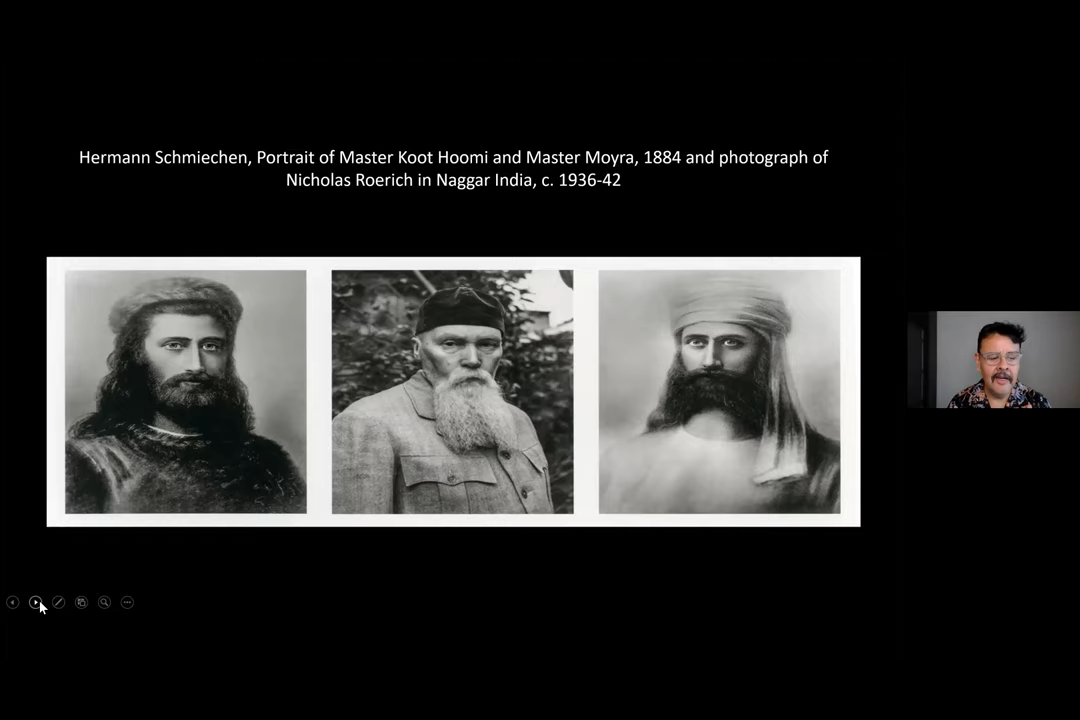 Hermann Schmiechen, Portrait of Master Koot Hoomi and Master Moyra, 1884 and photograph of
Nicholas Roerich in Naggar India, c. 1936-42